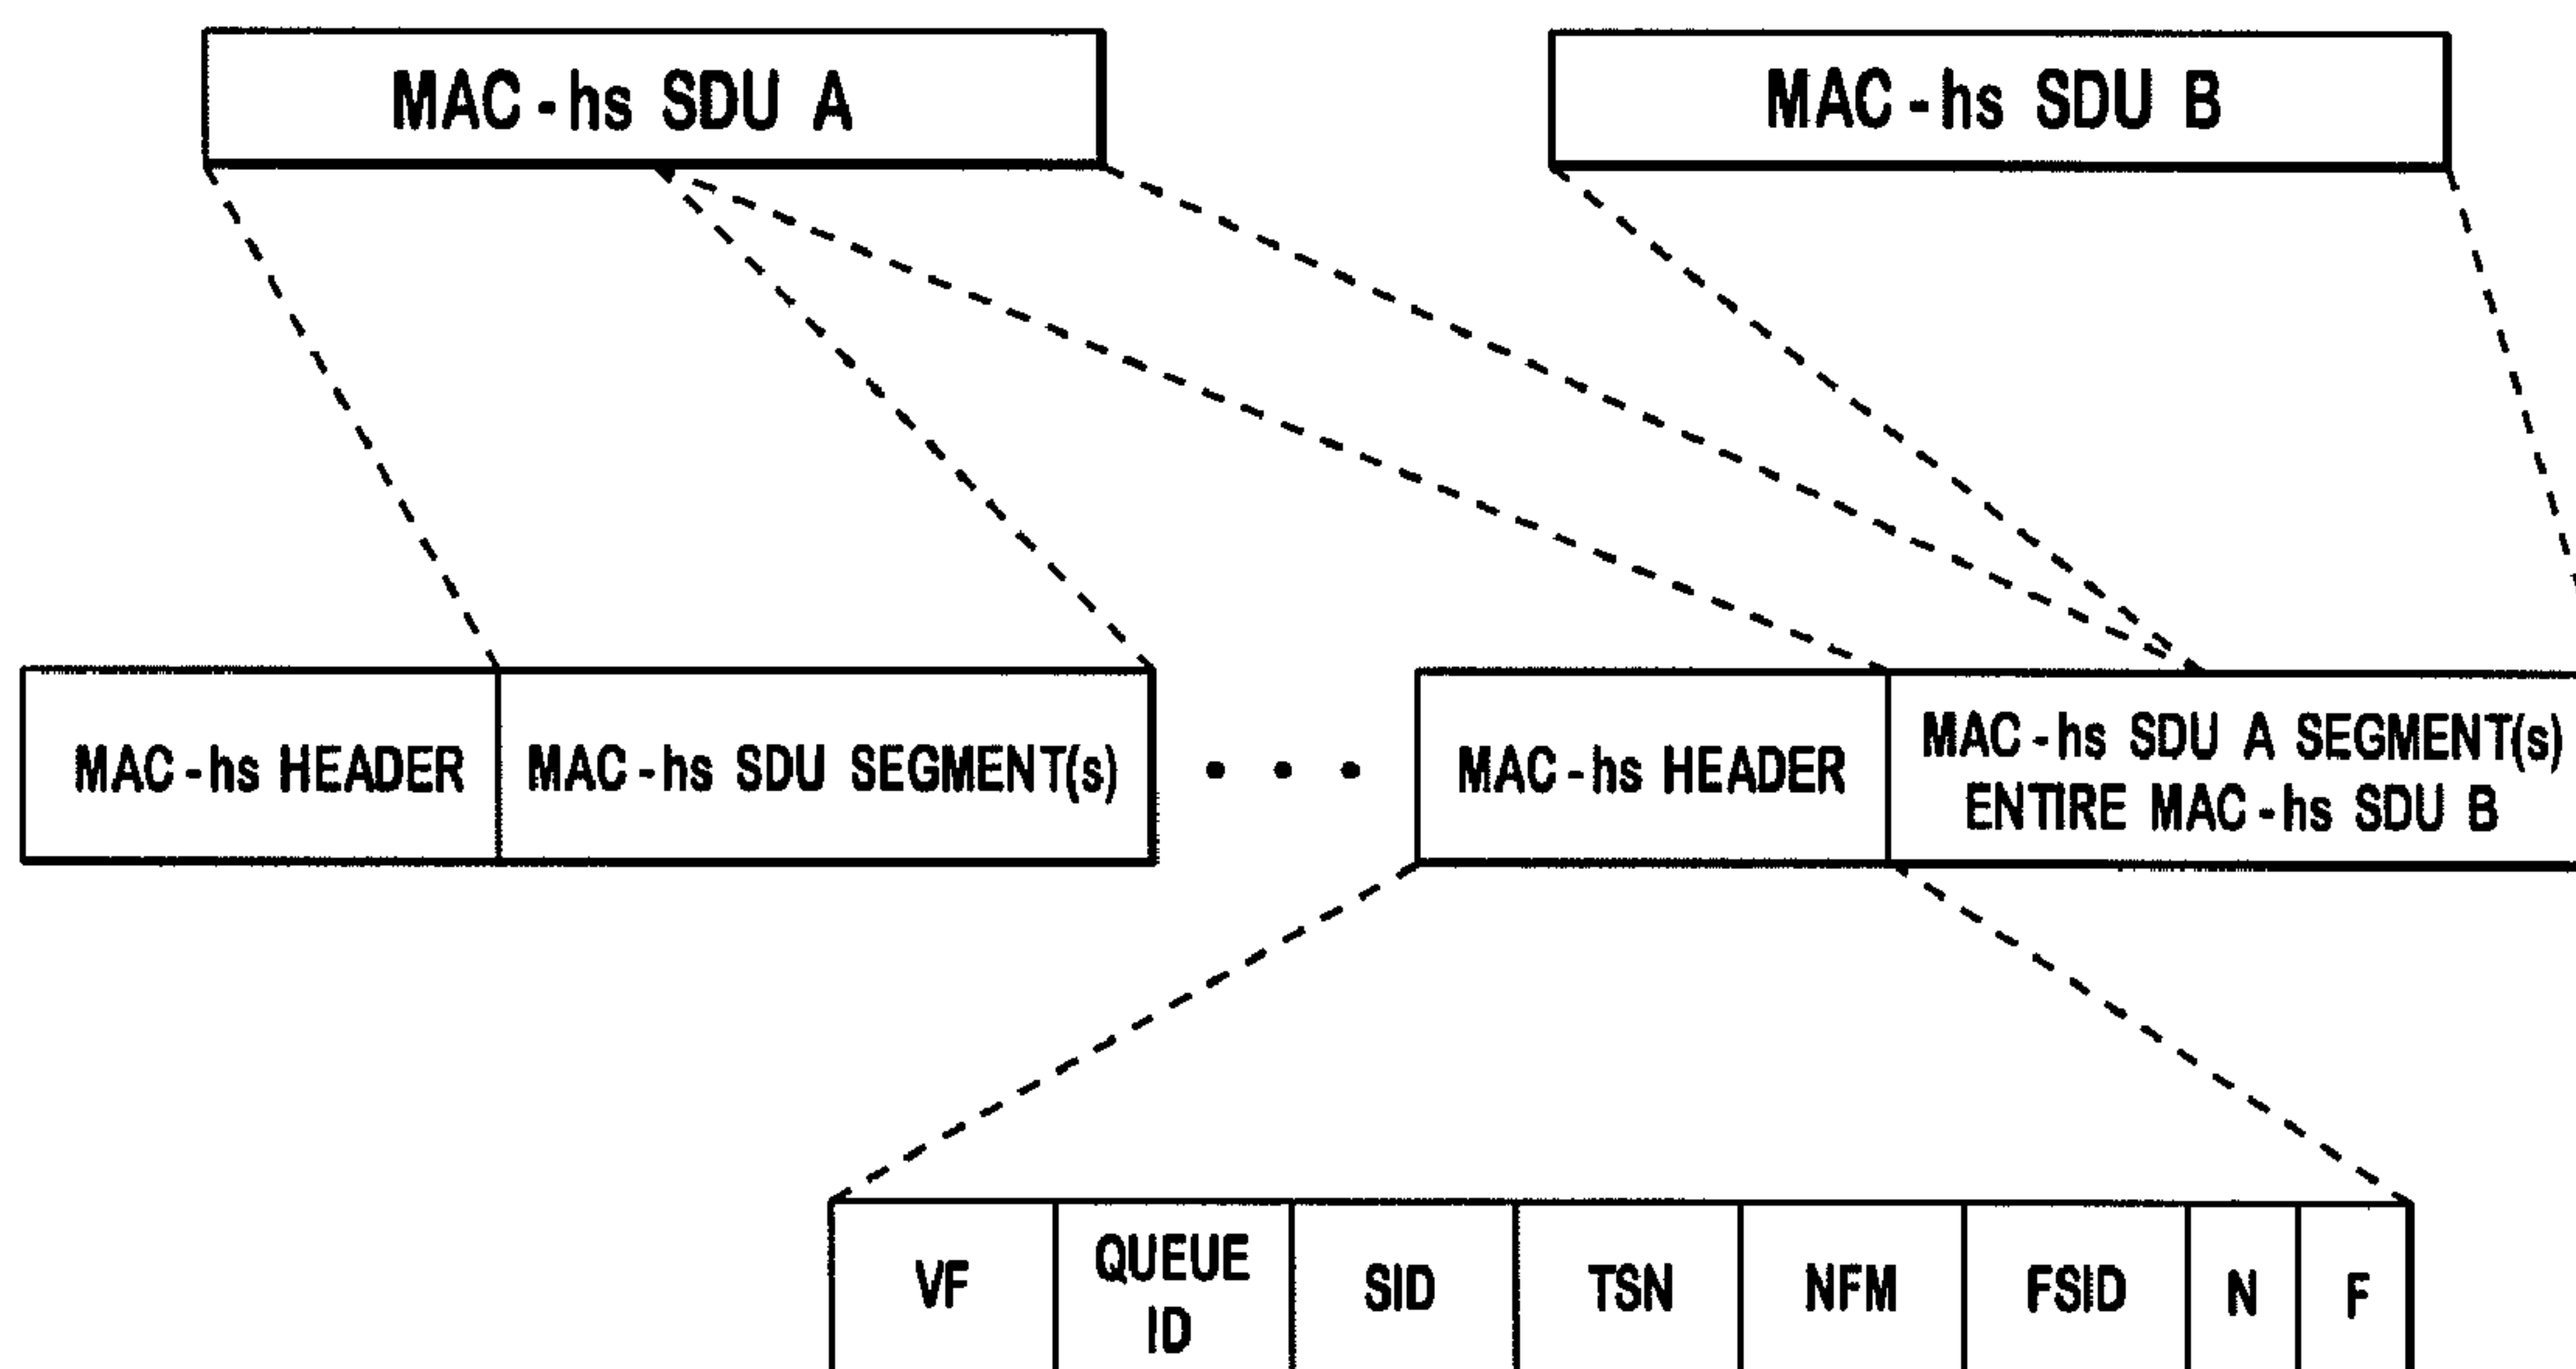 MAC-hs SDU A
MAC-hs SDU B
MAC-hs HEADER
MAC-hs SDU SEGMENT(s)
• • •
MAC-hs HEADER
MAC-hs SDU A SEGMENT(s)
ENTIRE MAC-hs SDU B
VF
QUEUE
ID
SID
TSN
NFM
FSID
N
F